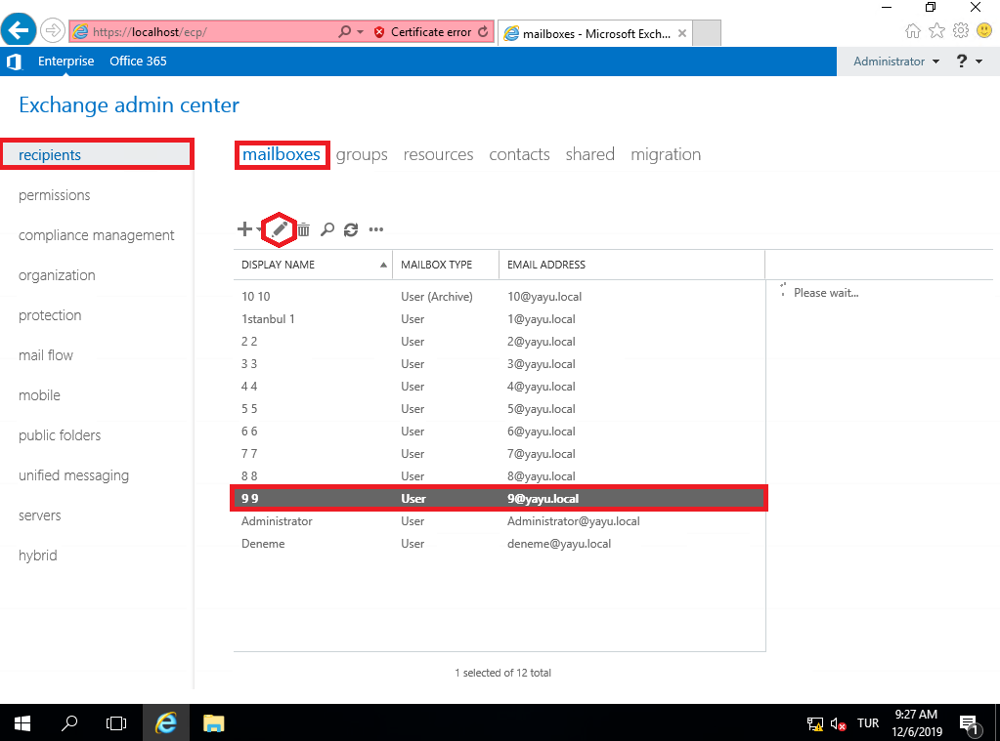 https://localhost/ecp/
Certificate error
mailboxes - Microsoft Exch...
Enterprise Office 365
Administrator ?
Exchange admin center
recipients
permissions
compliance management
organization
protection
mail flow
mobile
public folders
unified messaging
servers
hybrid
mailboxes groups resources contacts shared migration
DISPLAY NAME MAILBOX TYPE EMAIL ADDRESS
10 10 User (Archive) 10@yayu.local
1stanbul 1 User 1@yayu.local
2 2 User 2@yayu.local
3 3 User 3@yayu.local
4 4 User 4@yayu.local
5 5 User 5@yayu.local
6 6 User 6@yayu.local
7 7 User 7@yayu.local
8 8 User 8@yayu.local
9 9 User 9@yayu.local
Administrator User Administrator@yayu.local
Deneme User deneme@yayu.local
Please wait...
1 selected of 12 total
TUR
9:27 AM
12/6/2019
1